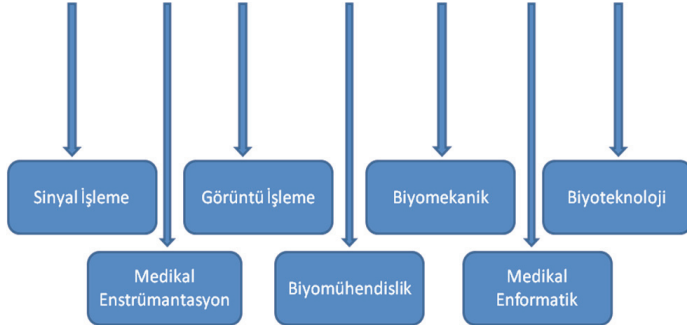 Sinyal İşleme
Görüntü İşleme
Biyomekanik
Biyoteknoloji
Medikal
Enstrümantasyon
Biyomühendislik
Medikal
Enformatik